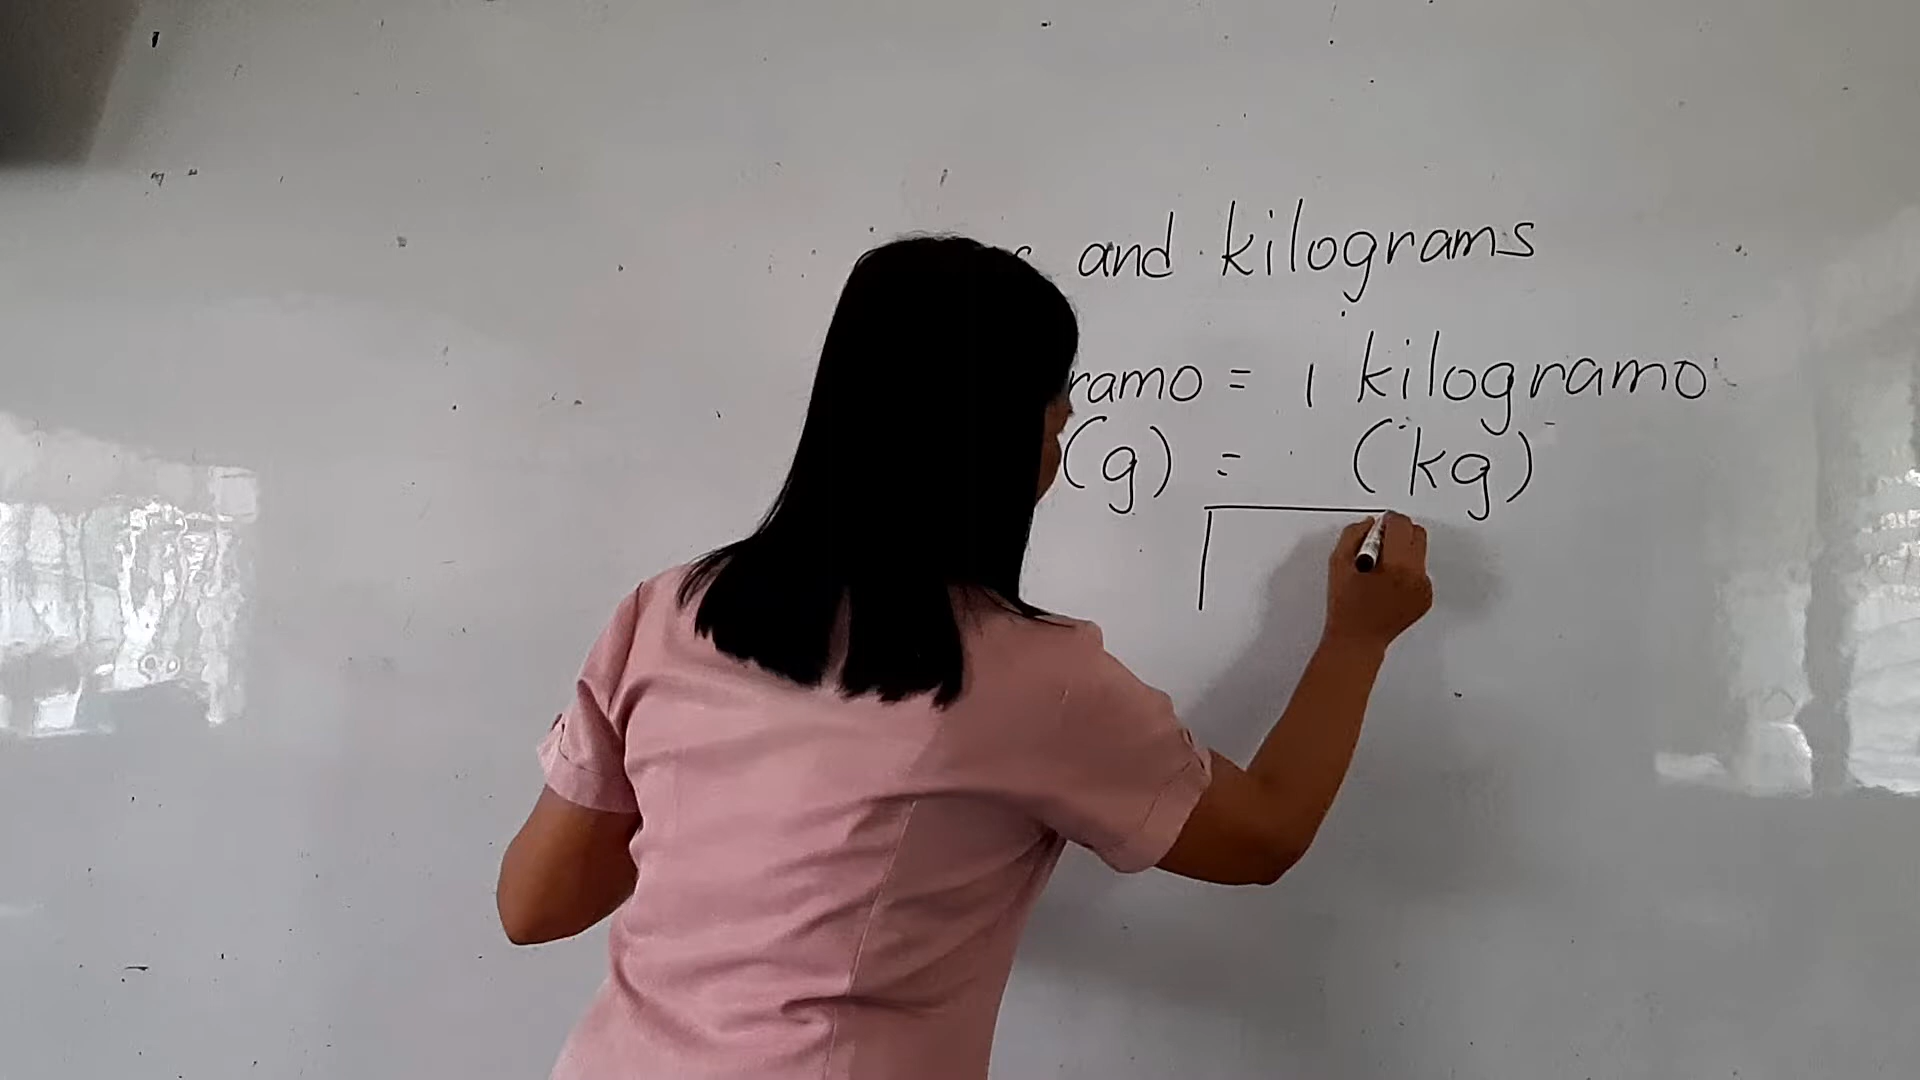 and kilograms
ramo = 1 kilogramo
(g) = (kg)